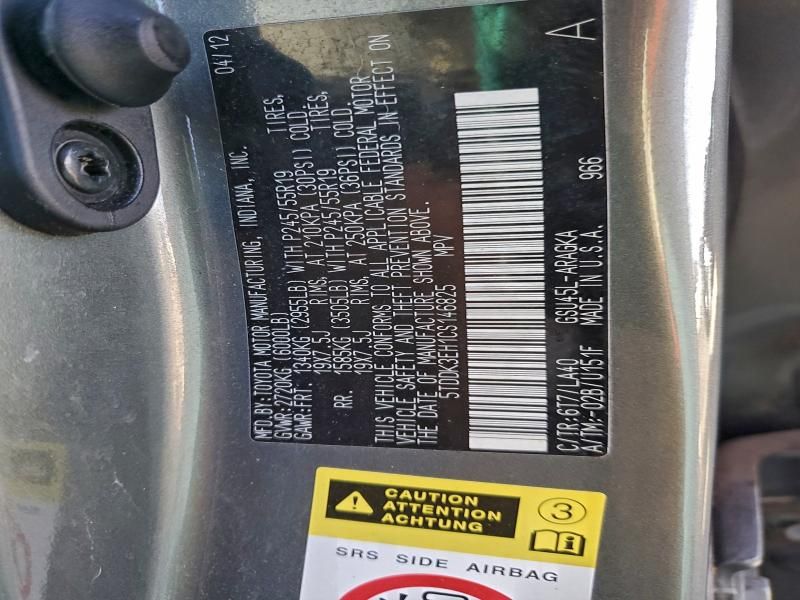 MFD.BY:TOYOTA MOTOR MANUFACTURING, INDIANA, INC. 04/12
GVWR:2720KG (6000LB)
GAWR:FRT. 1340KG (2955LB) WITH P245/55R19 TIRES,
19X7.5J RIMS, AT 210KPA (30PSI) COLD.
RR. 1595KG (3505LB) WITH P245/55R19 TIRES,
19X7.5J RIMS, AT 250KPA (36PSI) COLD.
THIS VEHICLE CONFORMS TO ALL APPLICABLE FEDERAL MOTOR
VEHICLE SAFETY AND THEFT PREVENTION STANDARDS IN EFFECT ON
THE DATE OF MANUFACTURE SHOWN ABOVE.
5TDDK3EH1CS146825 MPV
C/TR:6T7/LA40 GSU45L-ARAGKA A
A/TM:-02B/U151F MADE IN U.S.A. 966
CAUTION
ATTENTION
ACHTUNG
3
SRS SIDE AIRBAG